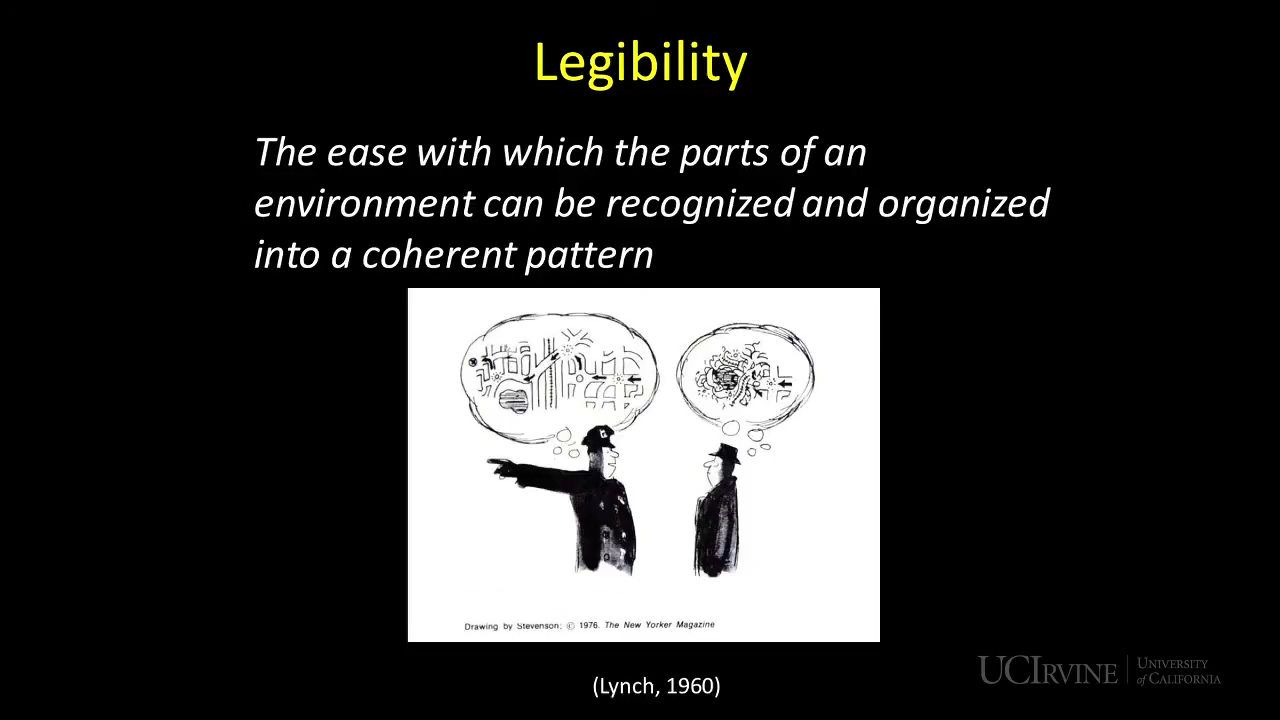 Legibility
The ease with which the parts of an
environment can be recognized and organized
into a coherent pattern
Drawing by Stevenson; © 1976. The New Yorker Magazine
(Lynch, 1960)
UCIRVINE | UNIVERSITY
of CALIFORNIA